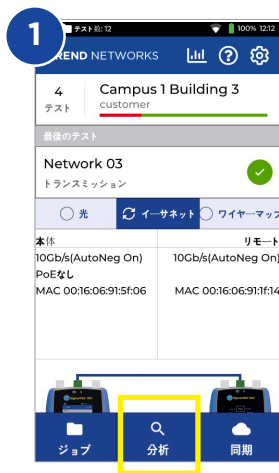 1
テスト数: 12
100% 12:12
TREND NETWORKS
4
テスト
Campus 1 Building 3
customer
最後のテスト
Network 03
トランスミッション
光
イーサネット
ワイヤーマップ
本体
リモート
10Gb/s(AutoNeg On)
10Gb/s(AutoNeg On)
PoEなし
MAC 00:16:06:91:5f:06
MAC 00:16:06:91:1f:14
ジョブ
分析
同期